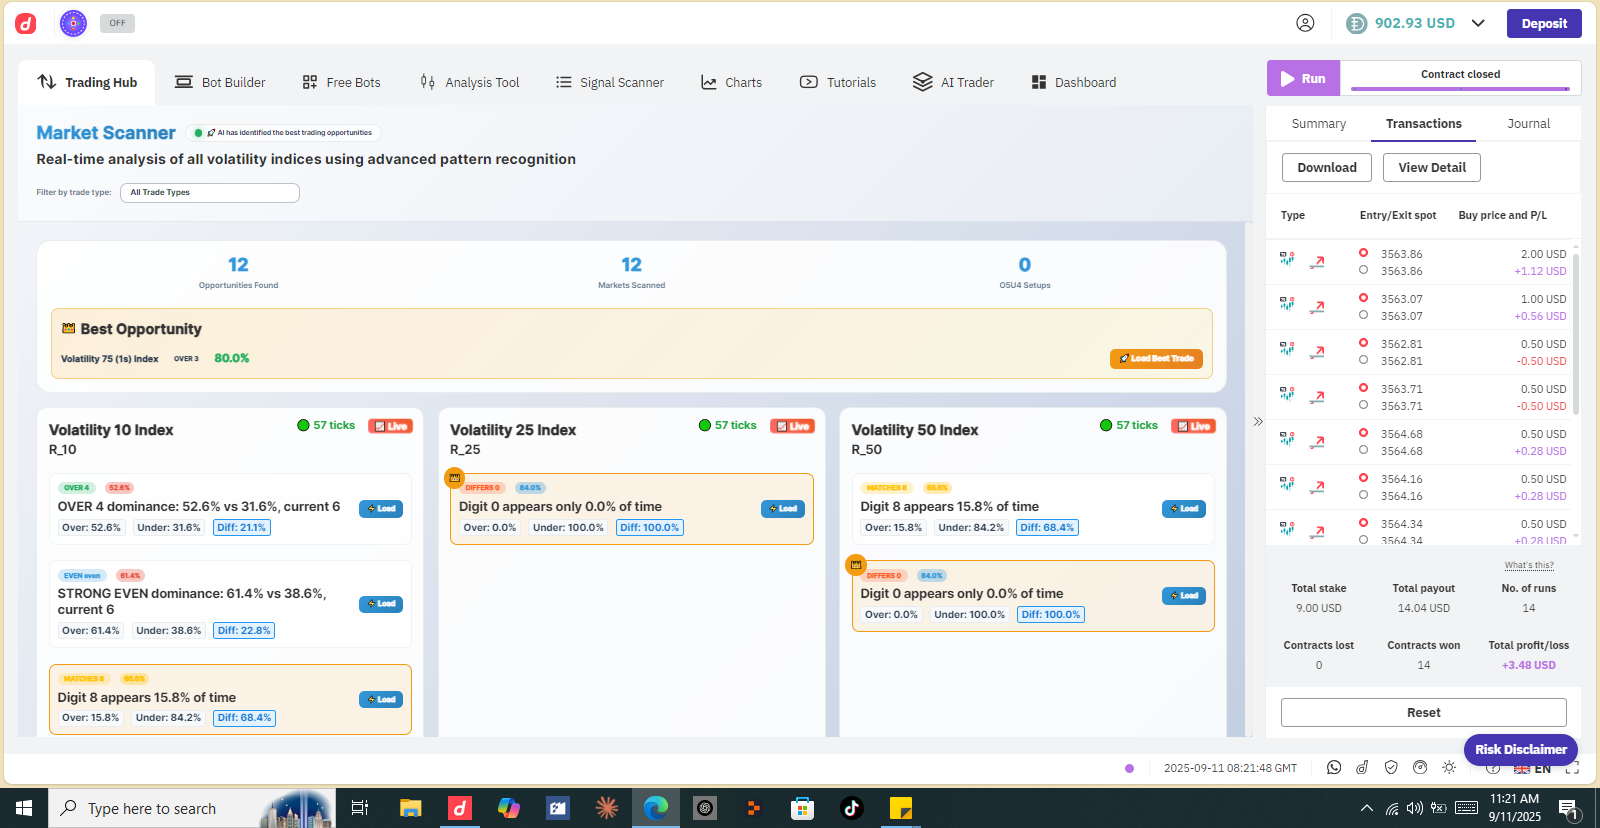 OFF
902.93 USD
Deposit
Trading Hub
Bot Builder
Free Bots
Analysis Tool
Signal Scanner
Charts
Tutorials
AI Trader
Dashboard
Run
Contract closed
Market Scanner
AI has identified the best trading opportunities
Real-time analysis of all volatility indices using advanced pattern recognition
Filter by trade type:
All Trade Types
12
Opportunities Found
12
Markets Scanned
0
O5U4 Setups
Best Opportunity
Volatility 75 (1s) Index OVER 3 80.0%
Load Best Trade
Volatility 10 Index
57 ticks
Live
R_10
OVER 4 52.6%
OVER 4 dominance: 52.6% vs 31.6%, current 6
Over: 52.6% Under: 31.6% Diff: 21.1%
Load
EVEN even 61.4%
STRONG EVEN dominance: 61.4% vs 38.6%,
current 6
Over: 61.4% Under: 38.6% Diff: 22.8%
Load
MATCHES 8 68.6%
Digit 8 appears 15.8% of time
Over: 15.8% Under: 84.2% Diff: 68.4%
Load
Volatility 25 Index
57 ticks
Live
R_25
DIFFERS 0 84.0%
Digit 0 appears only 0.0% of time
Over: 0.0% Under: 100.0% Diff: 100.0%
Load
Volatility 50 Index
57 ticks
Live
R_50
MATCHES 8 68.6%
Digit 8 appears 15.8% of time
Over: 15.8% Under: 84.2% Diff: 68.4%
Load
DIFFERS 0 84.0%
Digit 0 appears only 0.0% of time
Over: 0.0% Under: 100.0% Diff: 100.0%
Load
Summary
Transactions
Journal
Download
View Detail
Type Entry/Exit spot Buy price and P/L
3563.86 2.00 USD
3563.86 +1.12 USD
3563.07 1.00 USD
3563.07 +0.56 USD
3562.81 0.50 USD
3562.81 -0.50 USD
3563.71 0.50 USD
3563.71 -0.50 USD
3564.68 0.50 USD
3564.68 +0.28 USD
3564.16 0.50 USD
3564.16 +0.28 USD
3564.34 0.50 USD
3564.34 +0.28 USD
What's this?
Total stake Total payout No. of runs
9.00 USD 14.04 USD 14
Contracts lost Contracts won Total profit/loss
0 14 +3.48 USD
Reset
Risk Disclaimer
2025-09-11 08:21:48 GMT
EN
Type here to search
11:21 AM
9/11/2025
1